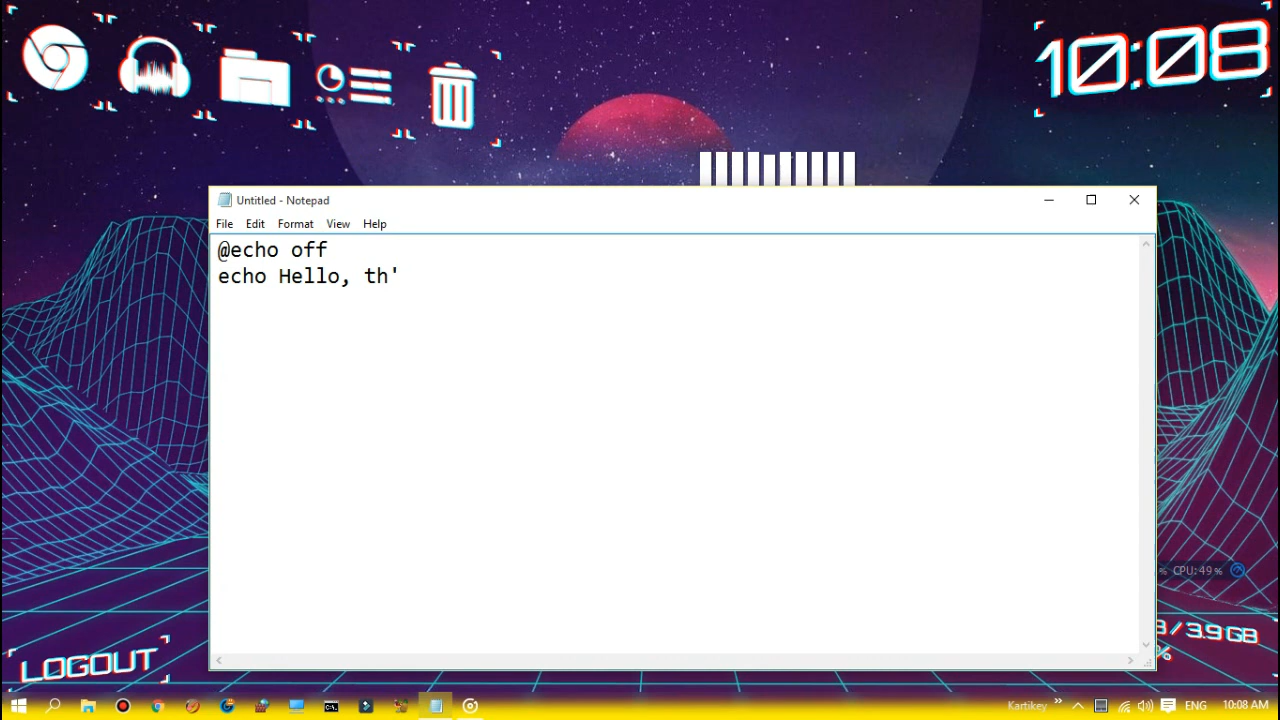 10:08
Untitled - Notepad
File Edit Format View Help
@echo off
echo Hello, th'
% CPU: 49%
/ 3.9 GB
%
LOGOUT
Kartikey
ENG
10:08 AM